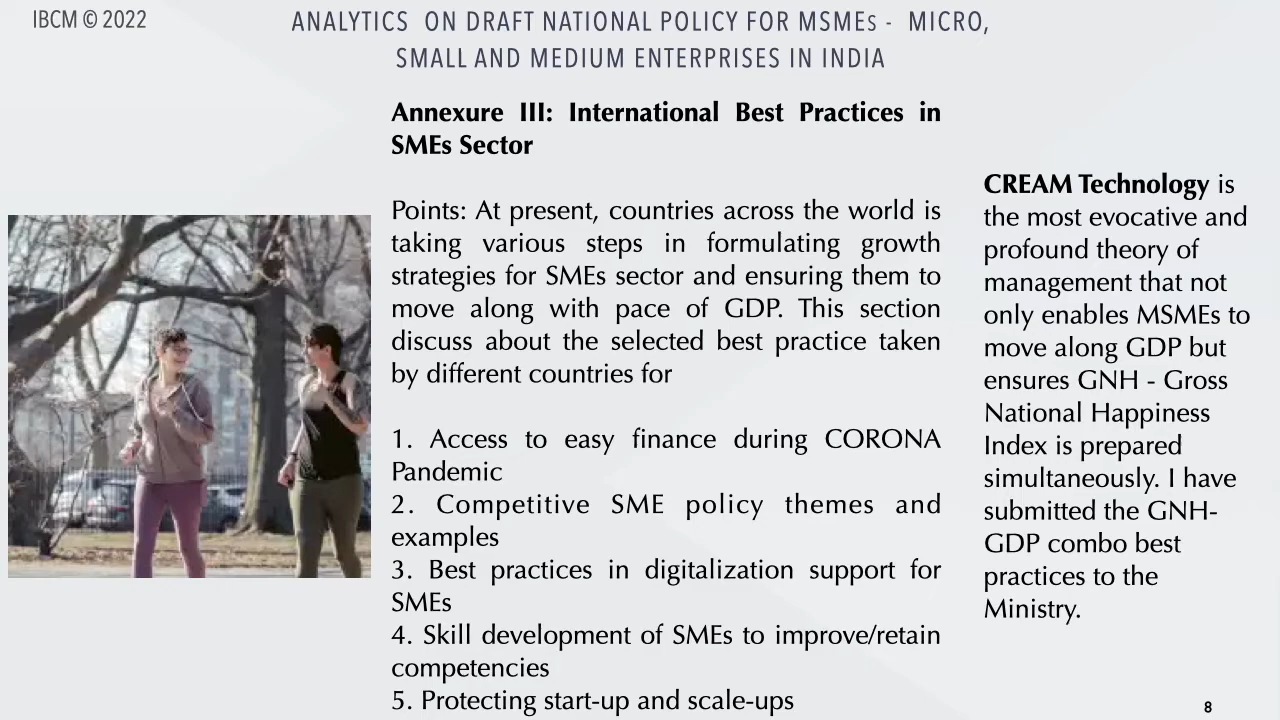 IBCM © 2022
ANALYTICS ON DRAFT NATIONAL POLICY FOR MSMEs - MICRO,
SMALL AND MEDIUM ENTERPRISES IN INDIA
Annexure III: International Best Practices in
SMEs Sector
Points: At present, countries across the world is
taking various steps in formulating growth
strategies for SMEs sector and ensuring them to
move along with pace of GDP. This section
discuss about the selected best practice taken
by different countries for
1. Access to easy finance during CORONA
Pandemic
2. Competitive SME policy themes and
examples
3. Best practices in digitalization support for
SMEs
4. Skill development of SMEs to improve/retain
competencies
5. Protecting start-up and scale-ups
CREAM Technology is
the most evocative and
profound theory of
management that not
only enables MSMEs to
move along GDP but
ensures GNH - Gross
National Happiness
Index is prepared
simultaneously. I have
submitted the GNH-
GDP combo best
practices to the
Ministry.
8